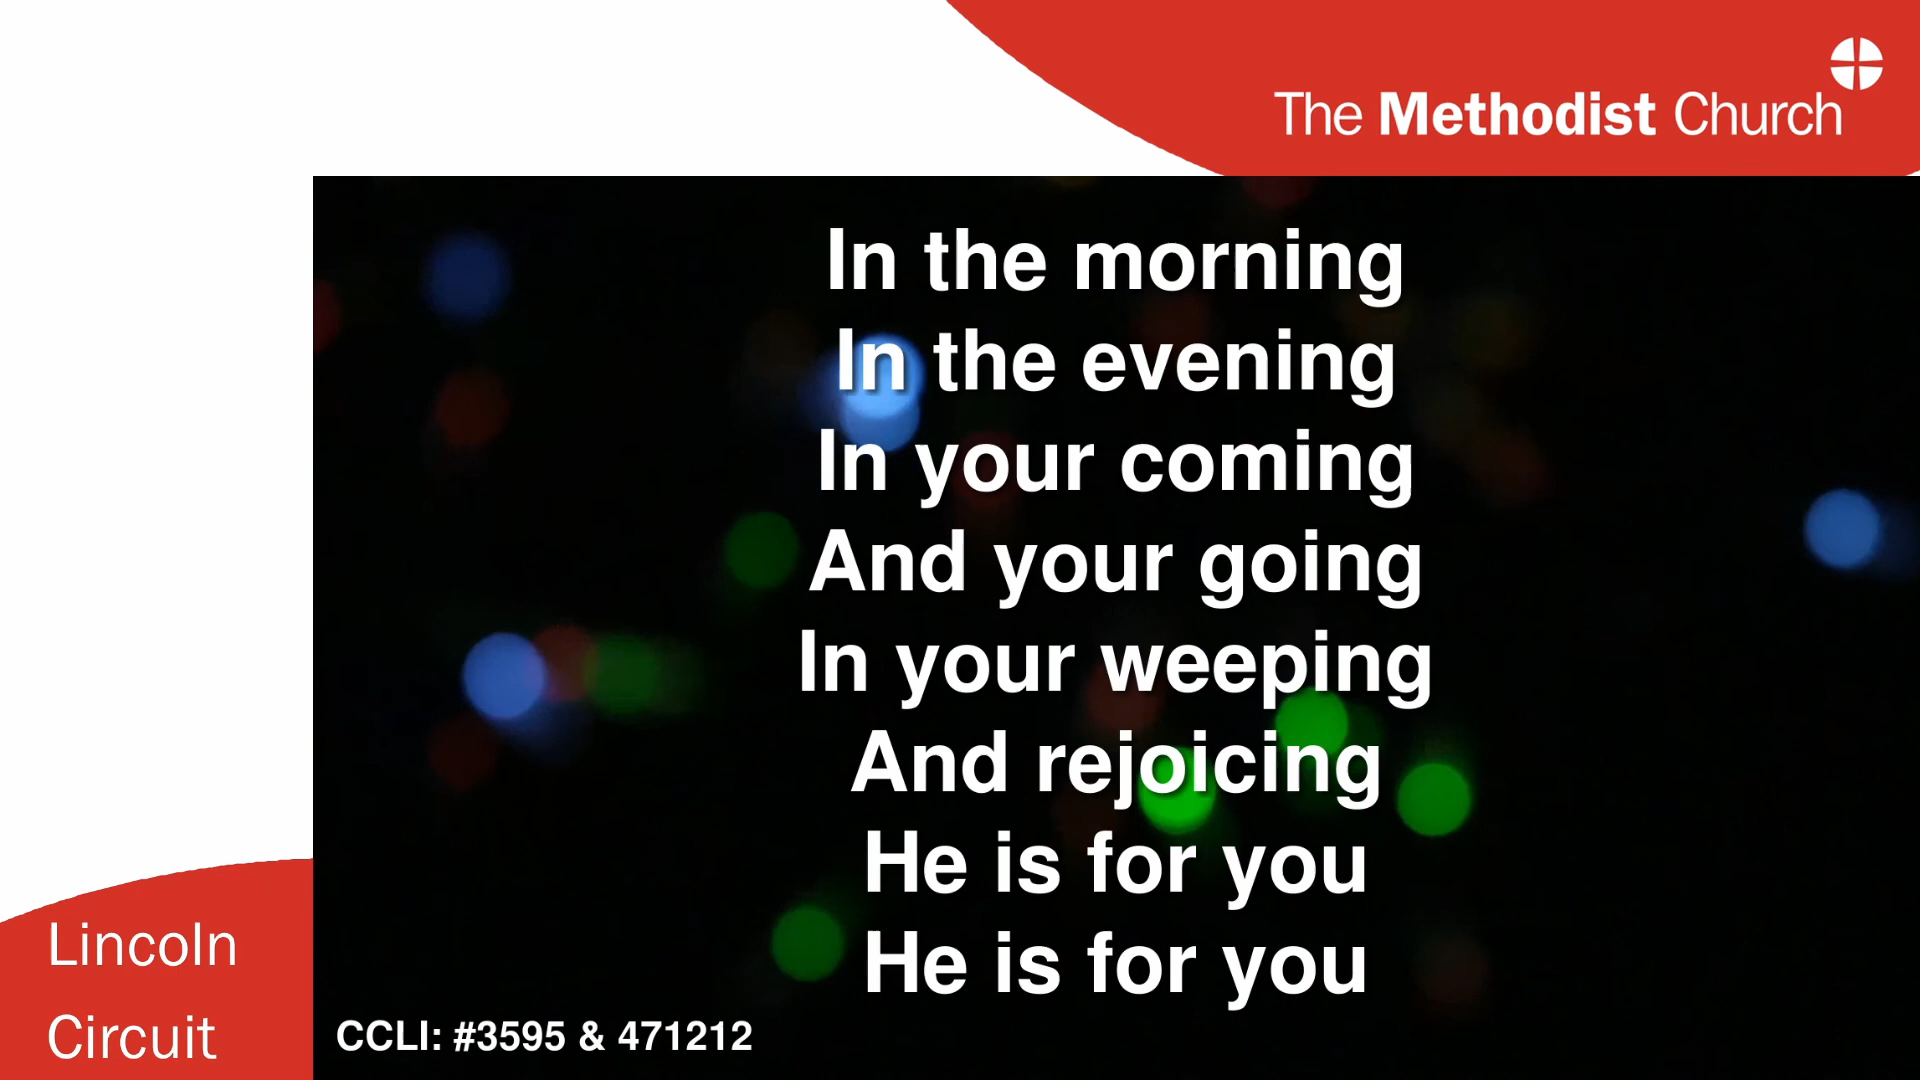 The Methodist Church
In the morning
In the evening
In your coming
And your going
In your weeping
And rejoicing
He is for you
He is for you
Lincoln
Circuit
CCLI: #3595 & 471212